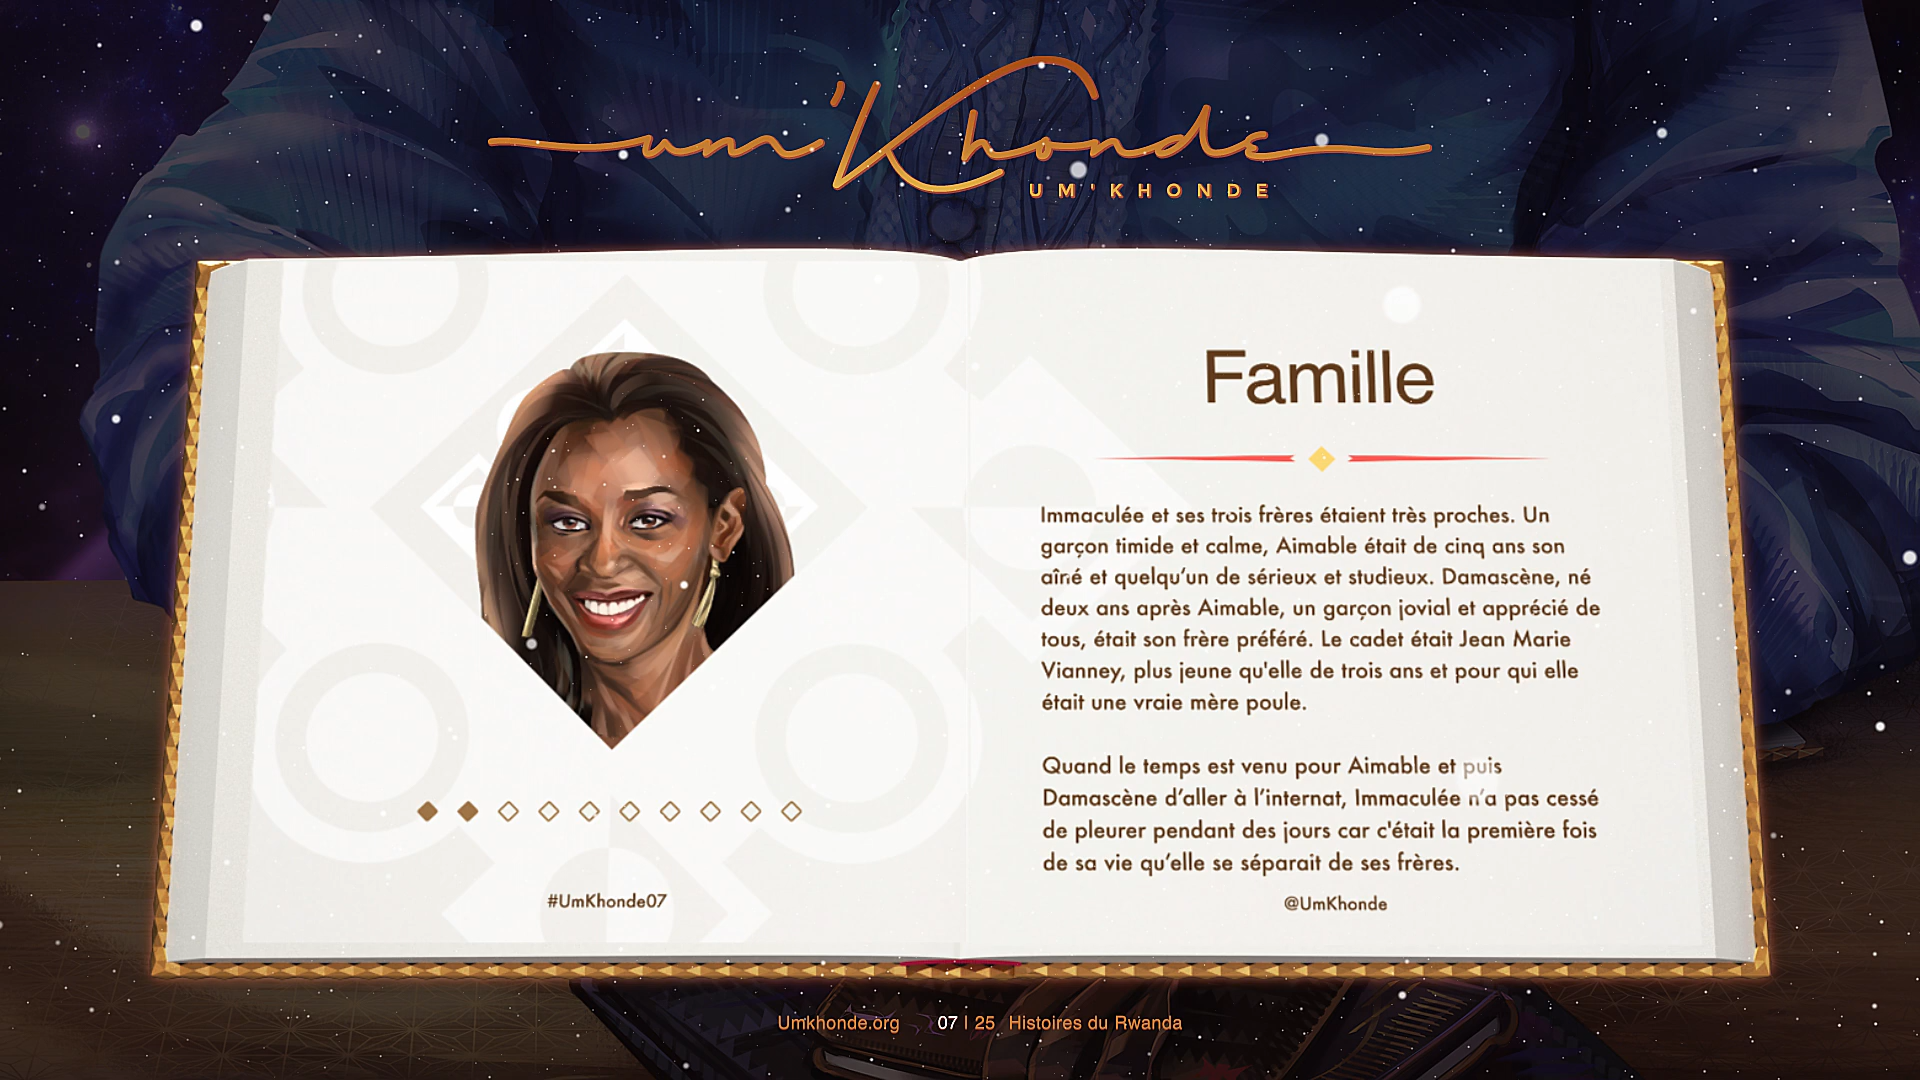 um'Khonde
UM'KHONDE
Famille
Immaculée et ses trois frères étaient très proches. Un
garçon timide et calme, Aimable était de cinq ans son
aîné et quelqu'un de sérieux et studieux. Damascène, né
deux ans après Aimable, un garçon jovial et apprécié de
tous, était son frère préféré. Le cadet était Jean Marie
Vianney, plus jeune qu'elle de trois ans et pour qui elle
était une vraie mère poule.
Quand le temps est venu pour Aimable et puis
Damascène d'aller à l'internat, Immaculée n'a pas cessé
de pleurer pendant des jours car c'était la première fois
de sa vie qu'elle se séparait de ses frères.
#UmKhonde07
@UmKhonde
Umkhonde.org 07 | 25 Histoires du Rwanda